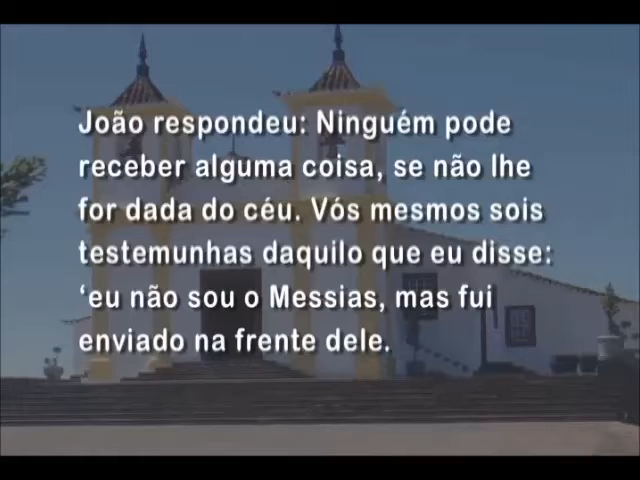 João respondeu: Ninguém pode
receber alguma coisa, se não lhe
for dada do céu. Vós mesmos sois
testemunhas daquilo que eu disse:
‘eu não sou o Messias, mas fui
enviado na frente dele.